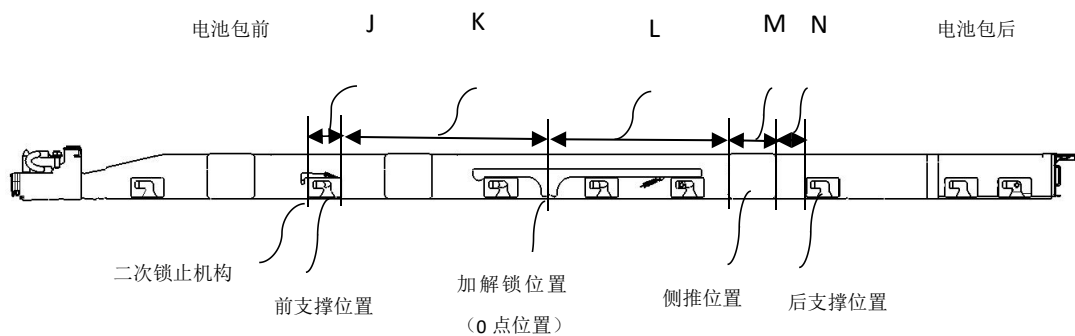 电池包前 J K L M N 电池包后
二次锁止机构
前支撑位置
加解锁位置
（0 点位置）
侧推位置
后支撑位置